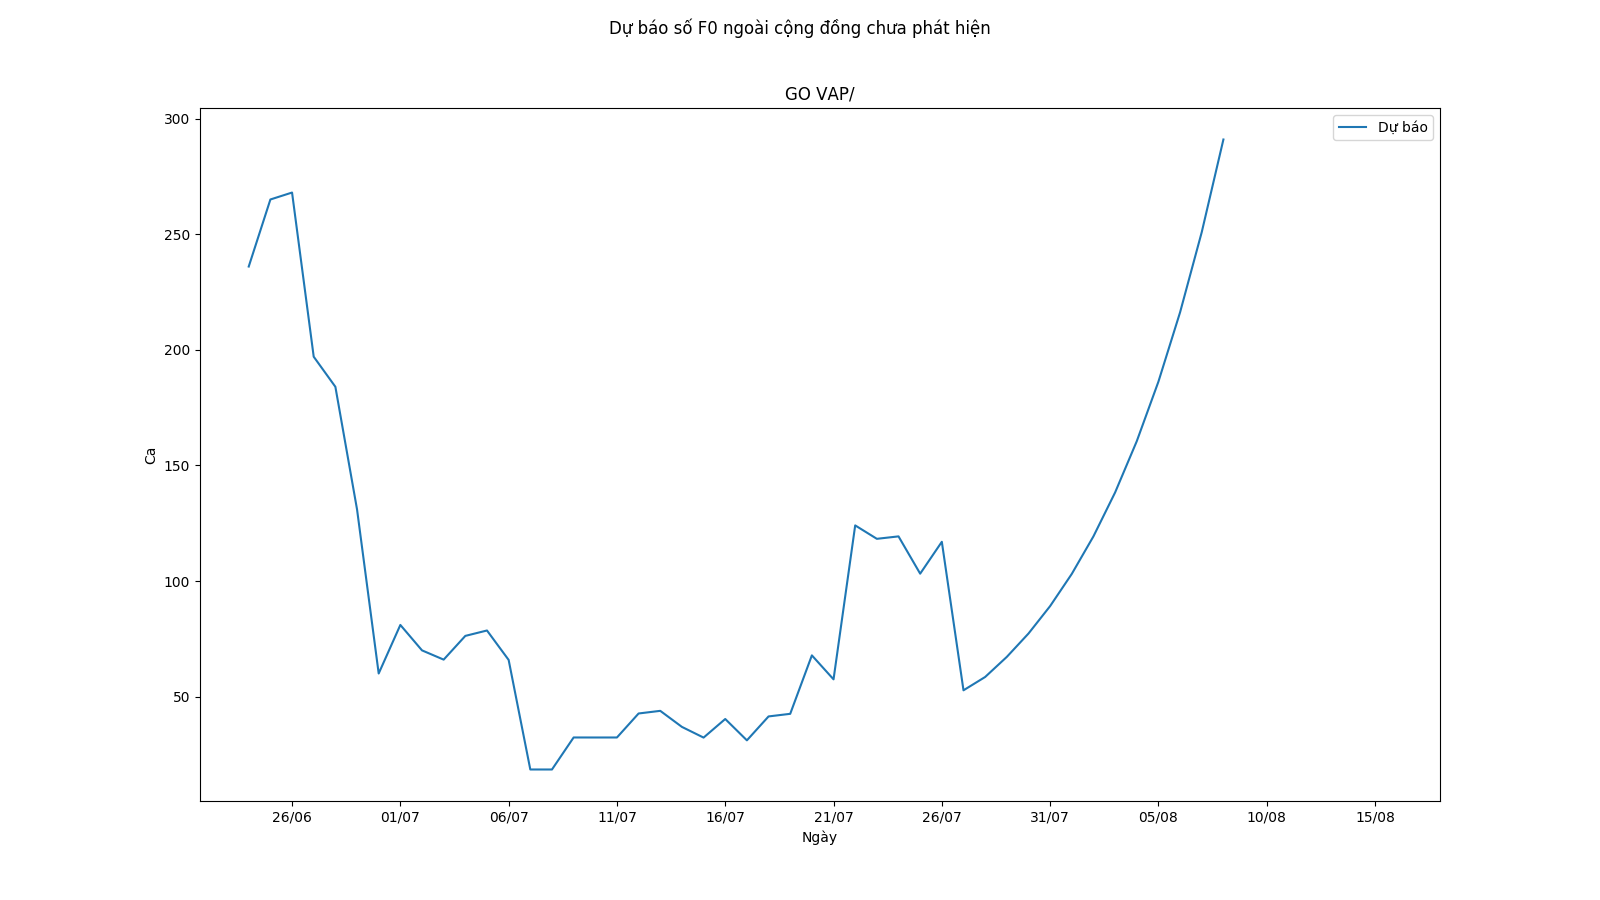 Dự báo số F0 ngoài cộng đồng chưa phát hiện
GO VAP/
Dự báo
300
250
200
150
100
50
Ca
26/06 01/07 06/07 11/07 16/07 21/07 26/07 31/07 05/08 10/08 15/08
Ngày